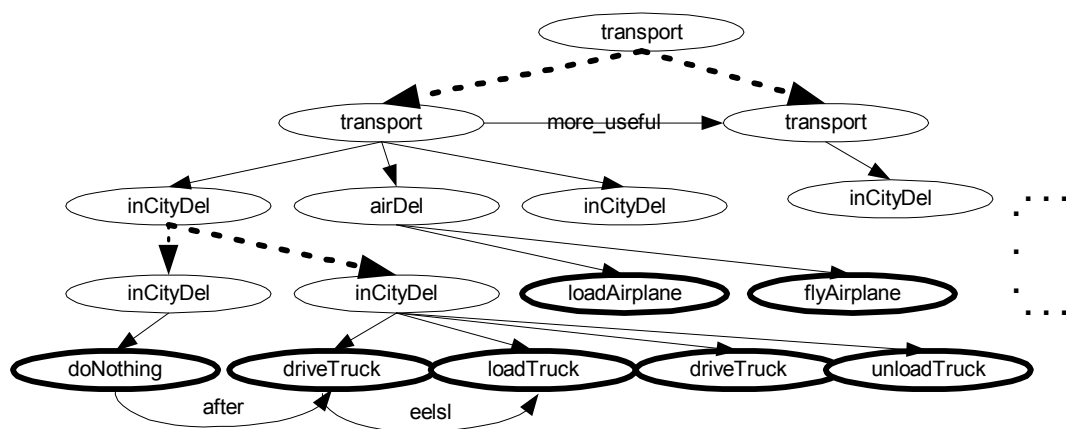 transport
transport more_useful transport
inCityDel airDel inCityDel inCityDel
inCityDel inCityDel loadAirplane flyAirplane
doNothing driveTruck loadTruck driveTruck unloadTruck
after eelsl